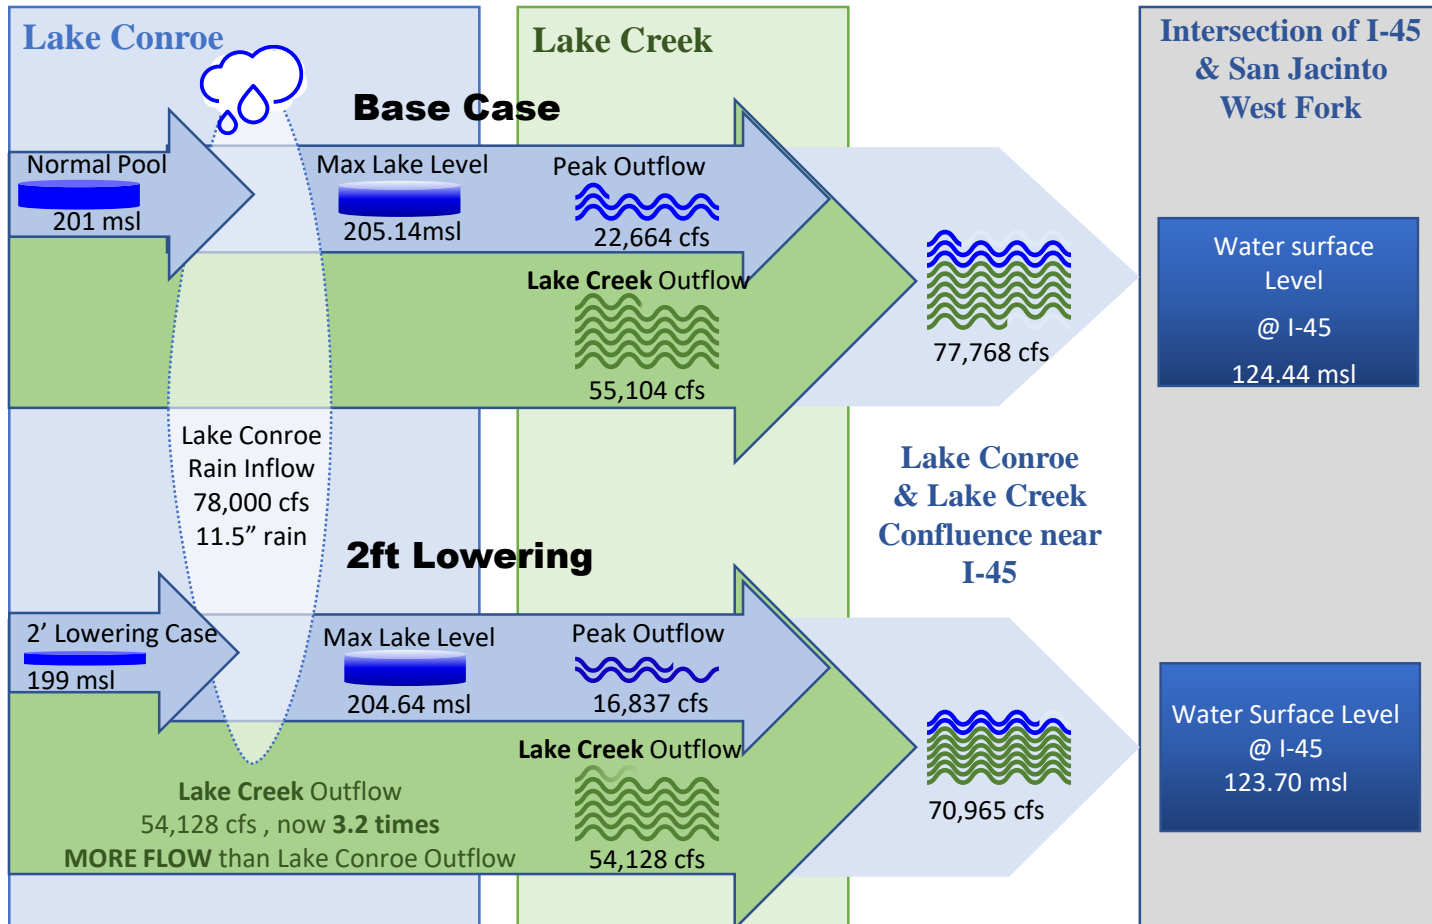 Lake Conroe
Lake Creek
Intersection of I-45
& San Jacinto
West Fork
Base Case
Normal Pool
201 msl
Max Lake Level
205.14msl
Peak Outflow
22,664 cfs
Lake Creek Outflow
55,104 cfs
77,768 cfs
Water surface
Level
@ I-45
124.44 msl
Lake Conroe
Rain Inflow
78,000 cfs
11.5” rain
Lake Conroe
& Lake Creek
Confluence near
I-45
2ft Lowering
2’ Lowering Case
199 msl
Max Lake Level
204.64 msl
Peak Outflow
16,837 cfs
Lake Creek Outflow
54,128 cfs
70,965 cfs
Water Surface Level
@ I-45
123.70 msl
Lake Creek Outflow
54,128 cfs , now 3.2 times
MORE FLOW than Lake Conroe Outflow